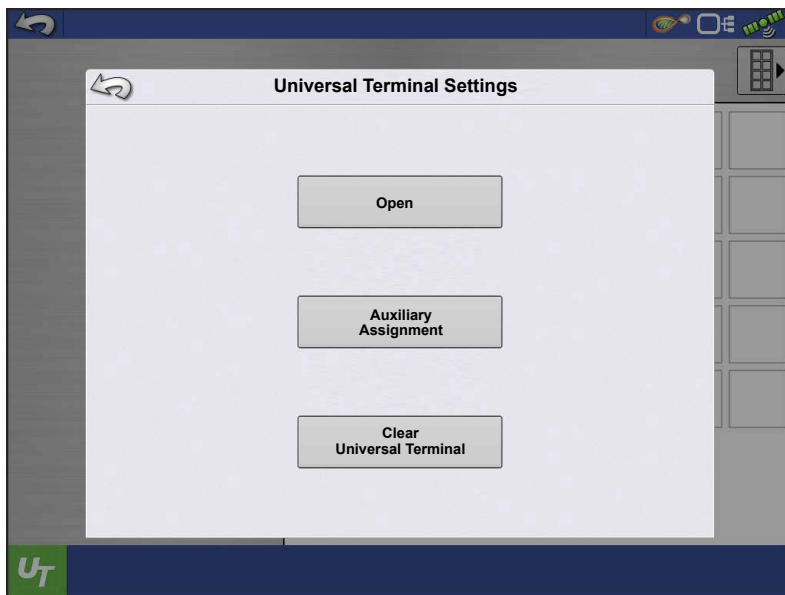 Universal Terminal Settings
Open
Auxiliary
Assignment
Clear
Universal Terminal
UT